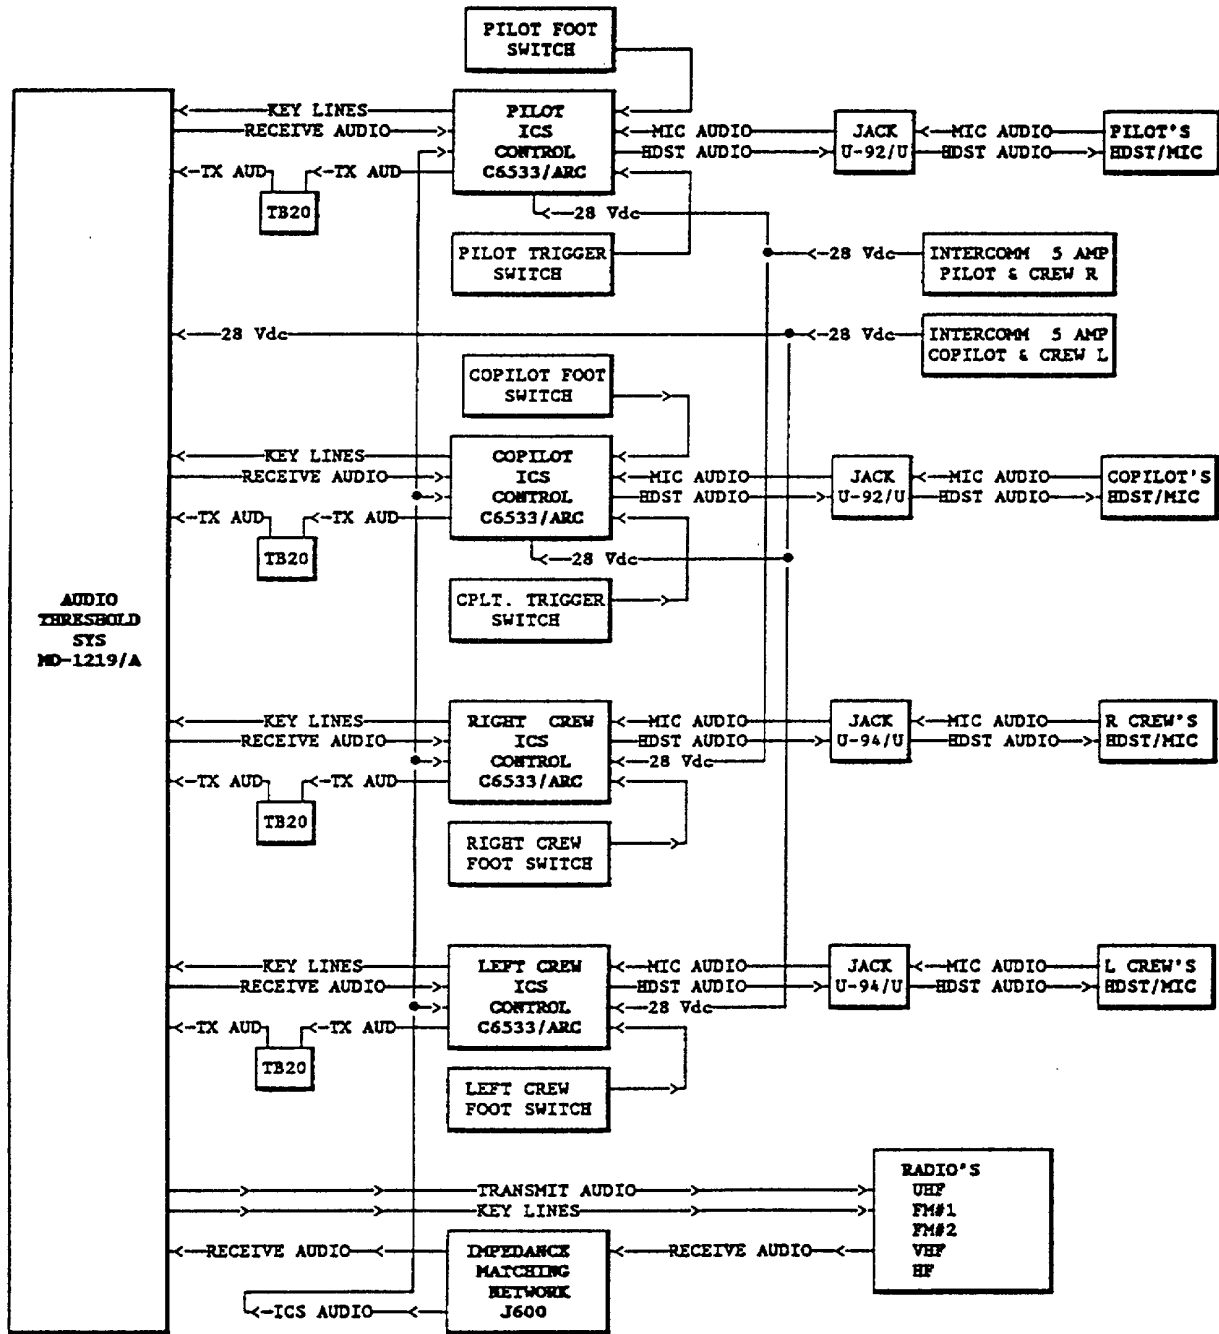 PILOT FOOT
SWITCH
KEY LINES
RECEIVE AUDIO
TX AUD
TX AUD
TB20
PILOT
ICS
CONTROL
C6533/ARC
MIC AUDIO
HDST AUDIO
JACK
U-92/U
MIC AUDIO
HDST AUDIO
PILOT'S
HDST/MIC
28 Vdc
PILOT TRIGGER
SWITCH
28 Vdc
INTERCOMM 5 AMP
PILOT & CREW R
28 Vdc
28 Vdc
INTERCOMM 5 AMP
COPILOT & CREW L
COPILOT FOOT
SWITCH
KEY LINES
RECEIVE AUDIO
TX AUD
TX AUD
TB20
COPILOT
ICS
CONTROL
C6533/ARC
MIC AUDIO
HDST AUDIO
JACK
U-92/U
MIC AUDIO
HDST AUDIO
COPILOT'S
HDST/MIC
28 Vdc
CPLT. TRIGGER
SWITCH
AUDIO
THRESHOLD
SYS
MD-1219/A
KEY LINES
RECEIVE AUDIO
TX AUD
TX AUD
TB20
RIGHT CREW
ICS
CONTROL
C6533/ARC
MIC AUDIO
HDST AUDIO
28 Vdc
JACK
U-94/U
MIC AUDIO
HDST AUDIO
R CREW'S
HDST/MIC
RIGHT CREW
FOOT SWITCH
KEY LINES
RECEIVE AUDIO
TX AUD
TX AUD
TB20
LEFT CREW
ICS
CONTROL
C6533/ARC
MIC AUDIO
HDST AUDIO
28 Vdc
JACK
U-94/U
MIC AUDIO
HDST AUDIO
L CREW'S
HDST/MIC
LEFT CREW
FOOT SWITCH
TRANSMIT AUDIO
KEY LINES
RADIO'S
UHF
FM#1
FM#2
VHF
HF
RECEIVE AUDIO
IMPEDANCE
MATCHING
NETWORK
J600
RECEIVE AUDIO
ICS AUDIO